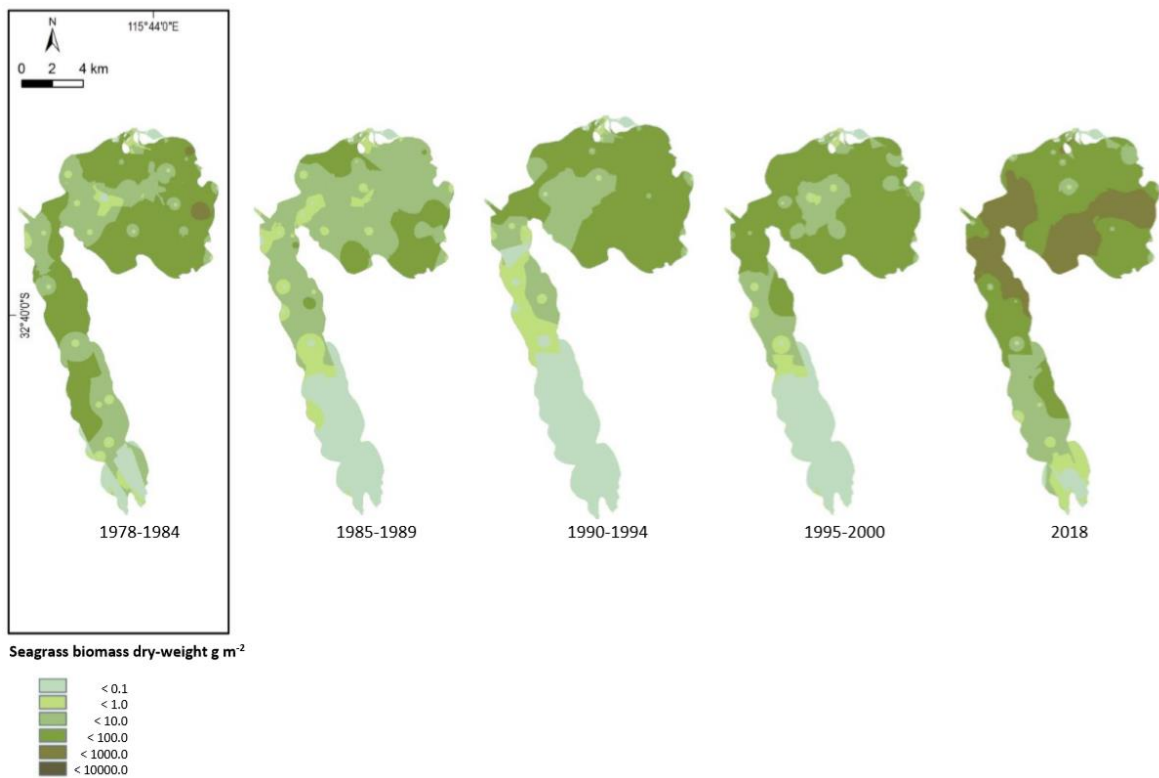 N
115°44'0"E
0 2 4 km
32°40'0"S
1978-1984
1985-1989
1990-1994
1995-2000
2018
Seagrass biomass dry-weight g m⁻²
< 0.1
< 1.0
< 10.0
< 100.0
< 1000.0
< 10000.0